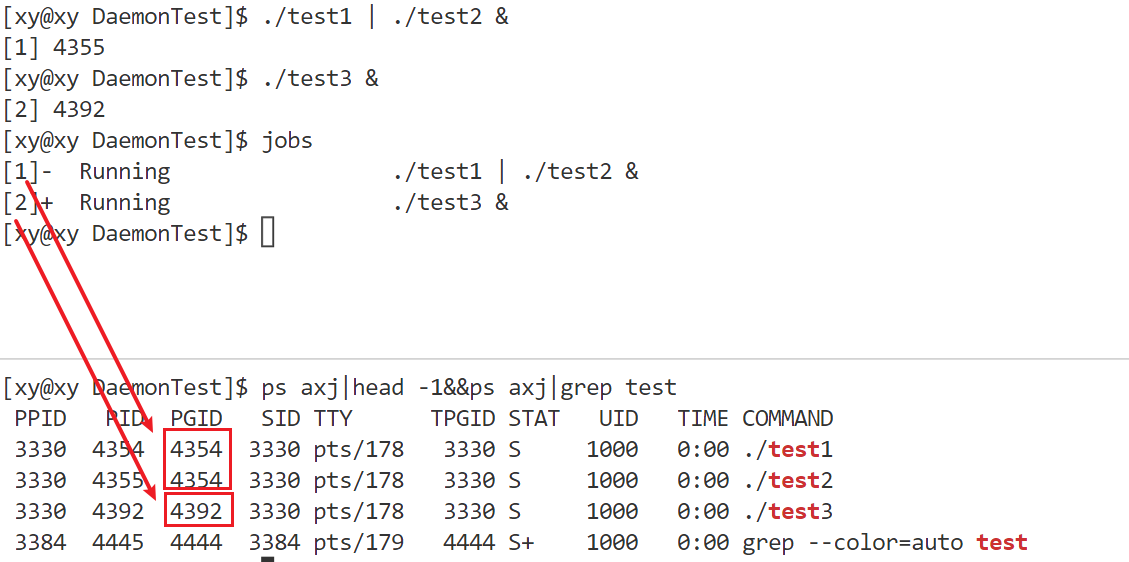 [xy@xy DaemonTest]$ ./test1 | ./test2 &
[1] 4355
[xy@xy DaemonTest]$ ./test3 &
[2] 4392
[xy@xy DaemonTest]$ jobs
[1]-  Running                 ./test1 | ./test2 &
[2]+  Running                 ./test3 &
[xy@xy DaemonTest]$
[xy@xy DaemonTest]$ ps axj|head -1&&ps axj|grep test
 PPID   PID  PGID   SID TTY      TPGID STAT   UID   TIME COMMAND
 3330  4354  4354  3330 pts/178   3330 S     1000   0:00 ./test1
 3330  4355  4354  3330 pts/178   3330 S     1000   0:00 ./test2
 3330  4392  4392  3330 pts/178   3330 S     1000   0:00 ./test3
 3384  4445  4444  3384 pts/179   4444 S+    1000   0:00 grep --color=auto test